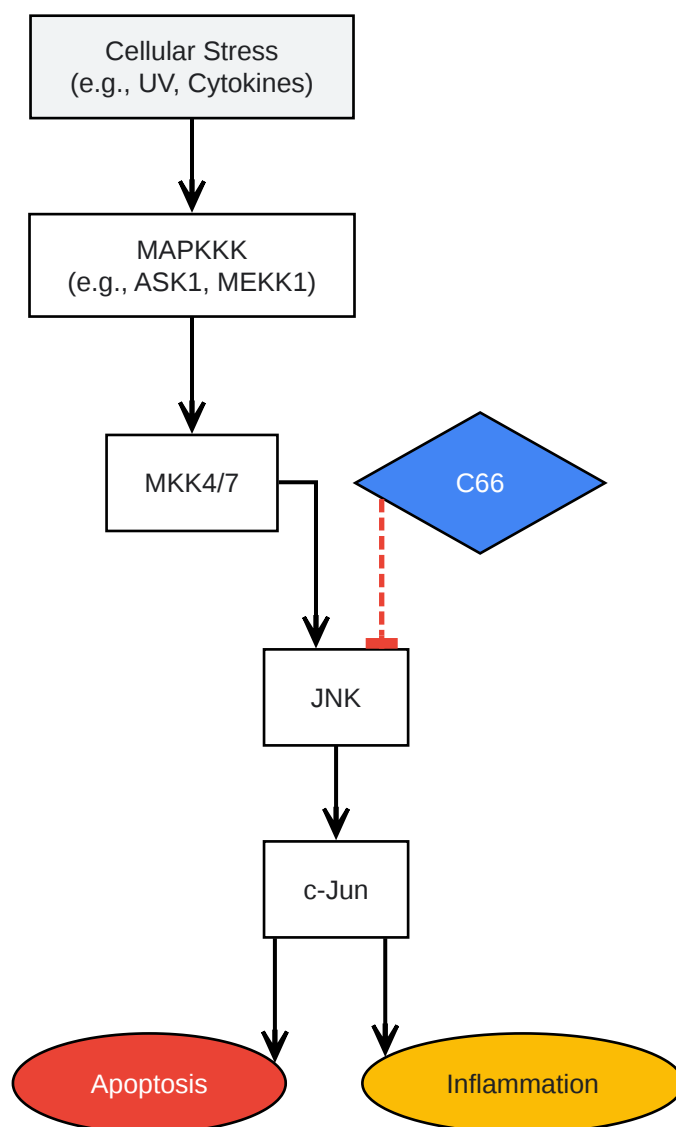 Cellular Stress
(e.g., UV, Cytokines)
MAPKKK
(e.g., ASK1, MEKK1)
MKK4/7
C66
JNK
c-Jun
Apoptosis
Inflammation